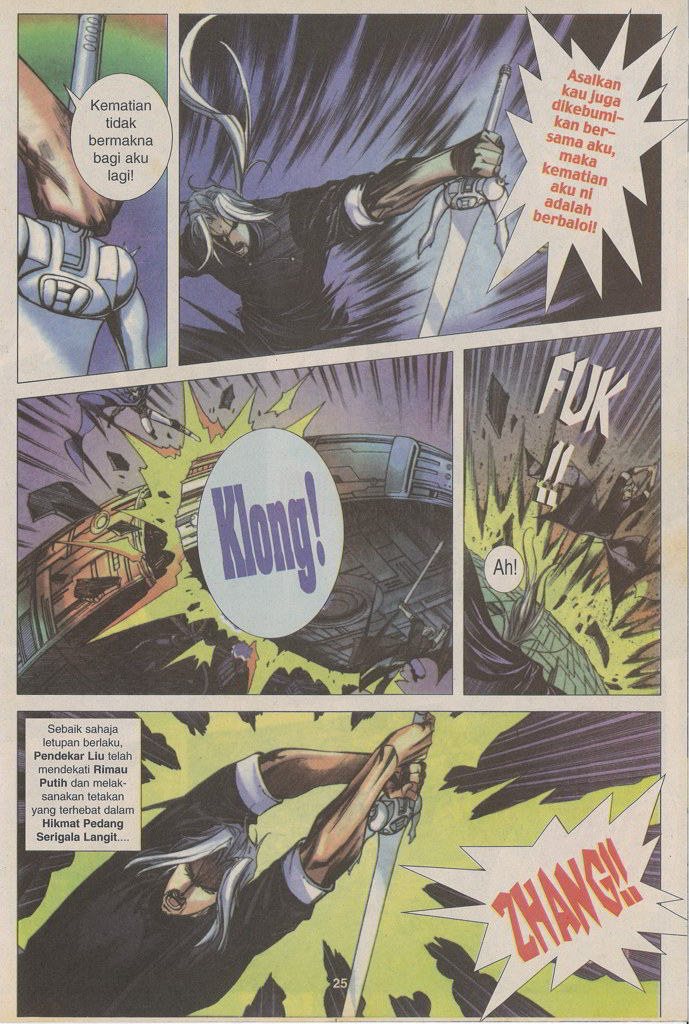 Kematian
tidak
bermakna
bagi aku
lagi!
Asalkan
kau juga
dikebumi-
kan ber-
sama aku,
maka
kematian
aku ni
adalah
berbaloi!
Klong!
FUK
!!
Ah!
Sebaik sahaja
letupan berlaku,
Pendekar Liu telah
mendekati Rimau
Putih dan melak-
sanakan tetakan
yang terhebat dalam
Hikmat Pedang
Serigala Langit....
ZHANG!!
25